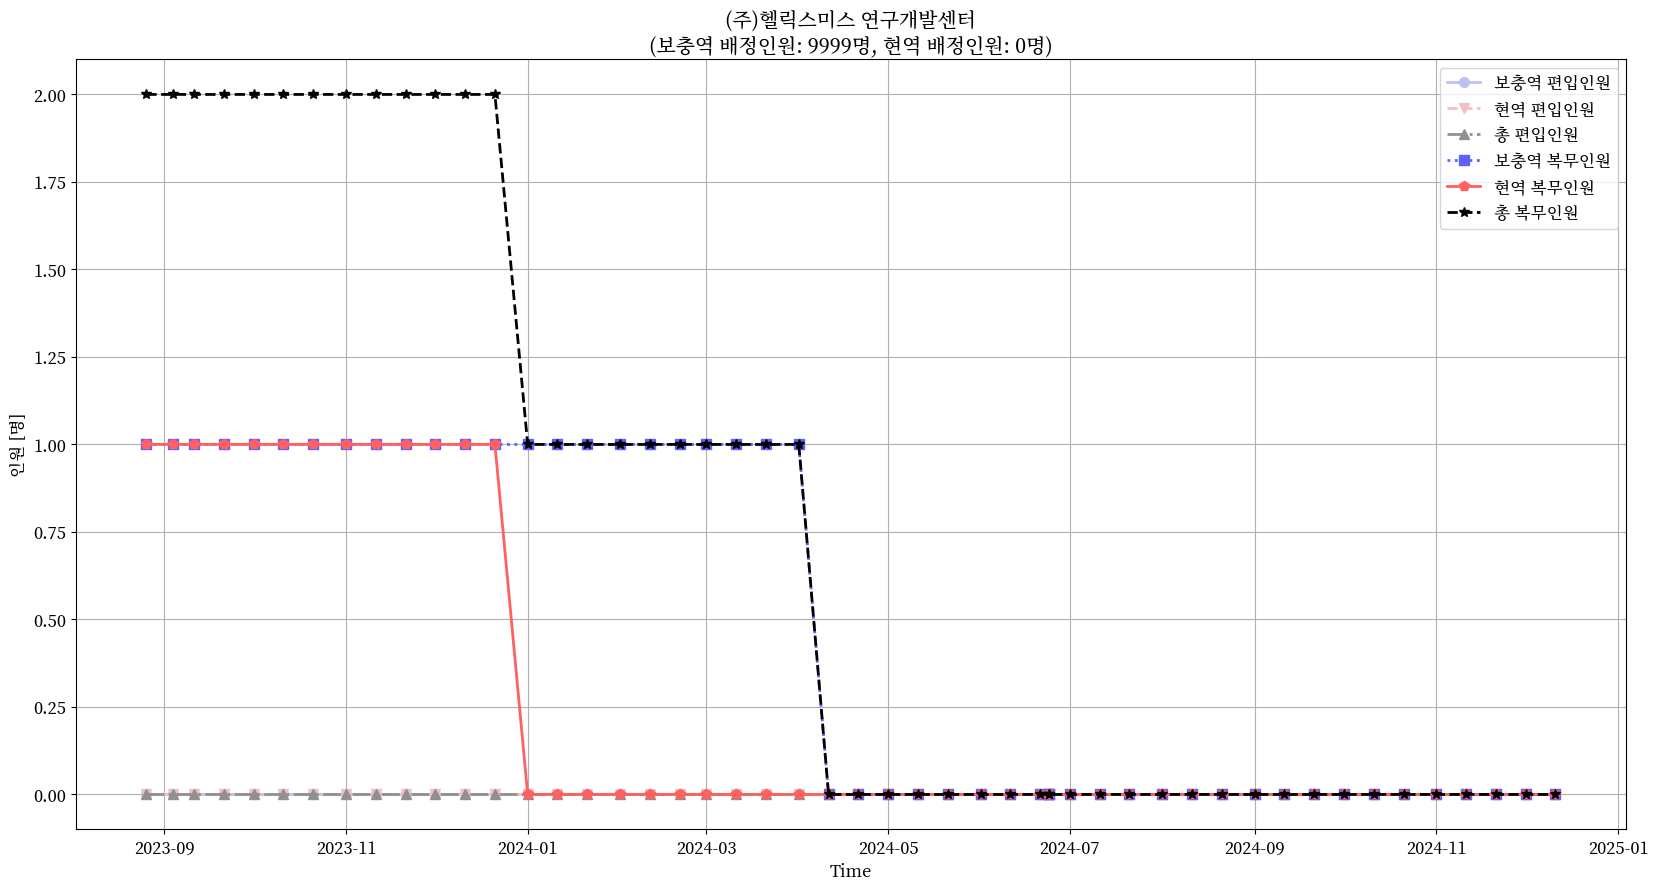 (주)헬릭스미스 연구개발센터
(보충역 배정인원: 9999명, 현역 배정인원: 0명)
보충역 편입인원
현역 편입인원
총 편입인원
보충역 복무인원
현역 복무인원
총 복무인원
2.00
1.75
1.50
1.25
1.00
0.75
0.50
0.25
0.00
인원 [명]
2023-09 2023-11 2024-01 2024-03 2024-05 2024-07 2024-09 2024-11 2025-01
Time